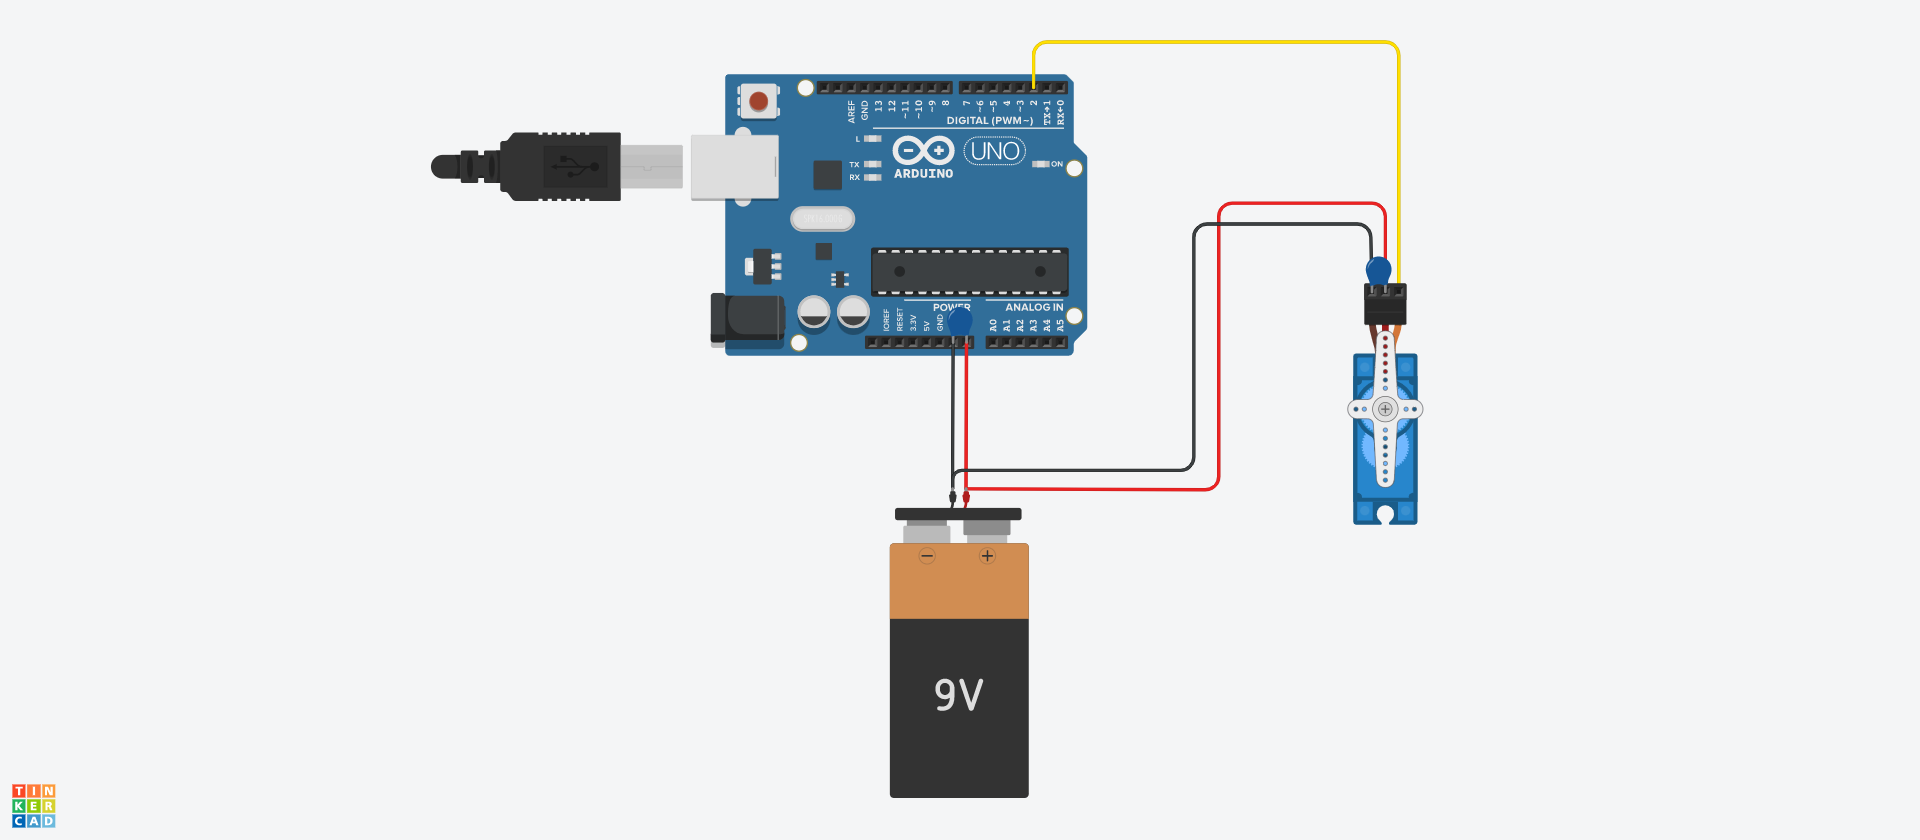 AREF
GND
13
12
~11
~10
~9
8
7
~6
~5
4
~3
2
TX→1
RX←0
DIGITAL (PWM~)
L
TX
RX
ON
UNO
ARDUINO
POWER
ANALOG IN
IOREF
RESET
3.3V
5V
GND
A0
A1
A2
A3
A4
A5
9V
TIN
KER
CAD